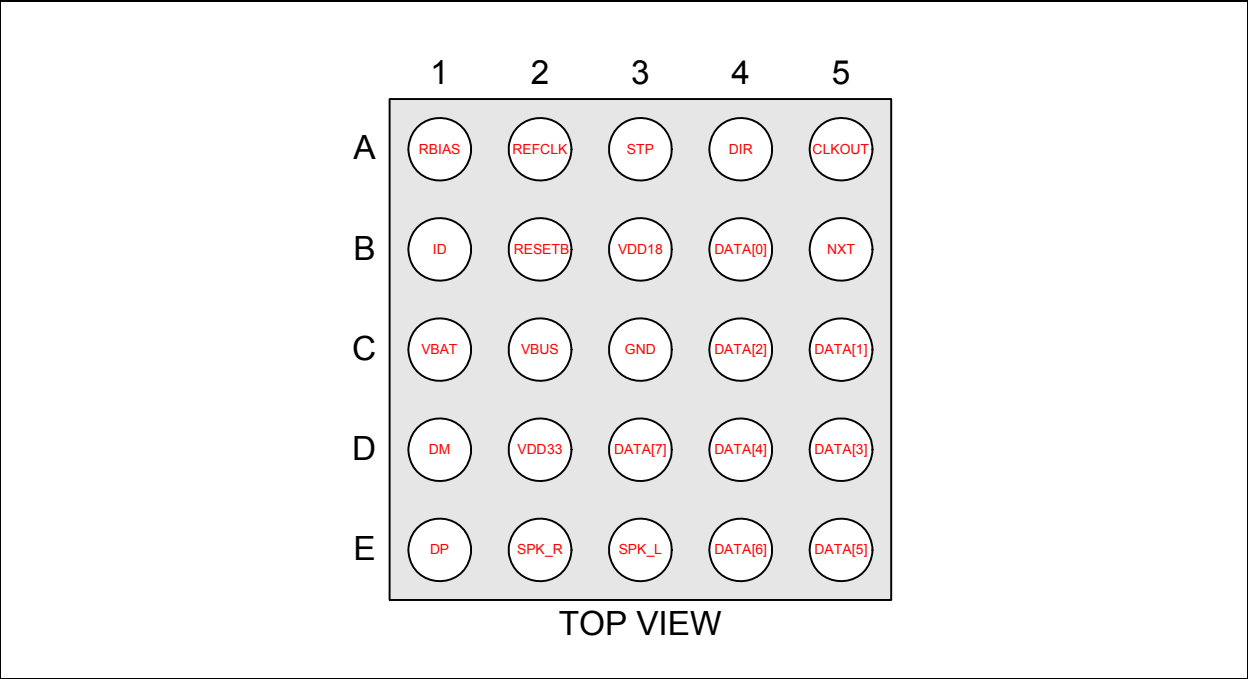 1 2 3 4 5
A RBIAS REFCLK STP DIR CLKOUT
B ID RESETB VDD18 DATA[0] NXT
C VBAT VBUS GND DATA[2] DATA[1]
D DM VDD33 DATA[7] DATA[4] DATA[3]
E DP SPK_R SPK_L DATA[6] DATA[5]
TOP VIEW